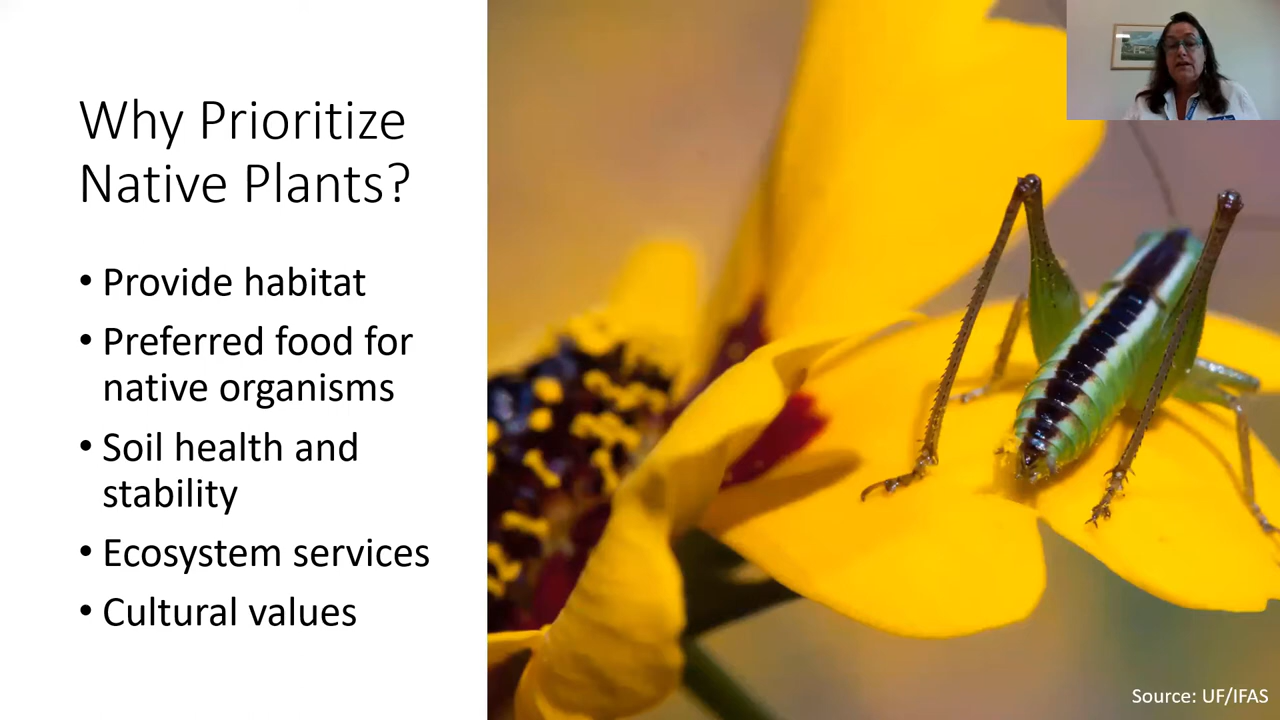 Why Prioritize
Native Plants?
• Provide habitat
• Preferred food for
native organisms
• Soil health and
stability
• Ecosystem services
• Cultural values
Source: UF/IFAS